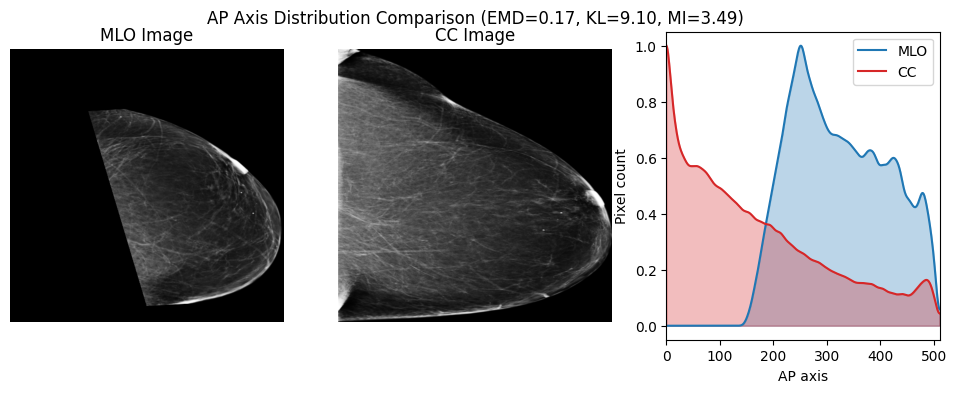 AP Axis Distribution Comparison (EMD=0.17, KL=9.10, MI=3.49)
MLO Image
CC Image
MLO
CC
Pixel count
1.0
0.8
0.6
0.4
0.2
0.0
0 100 200 300 400 500
AP axis